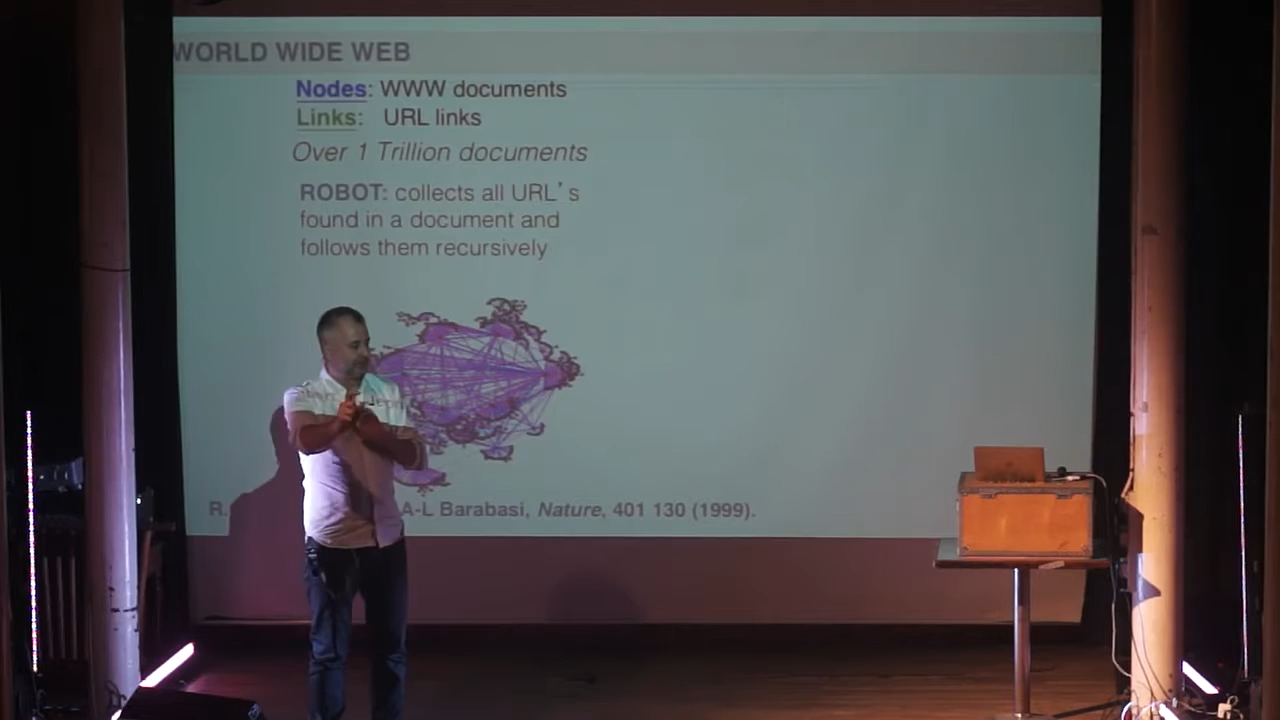 WORLD WIDE WEB
Nodes: WWW documents
Links: URL links
Over 1 Trillion documents
ROBOT: collects all URL's
found in a document and
follows them recursively
R. A-L Barabasi, Nature, 401 130 (1999).